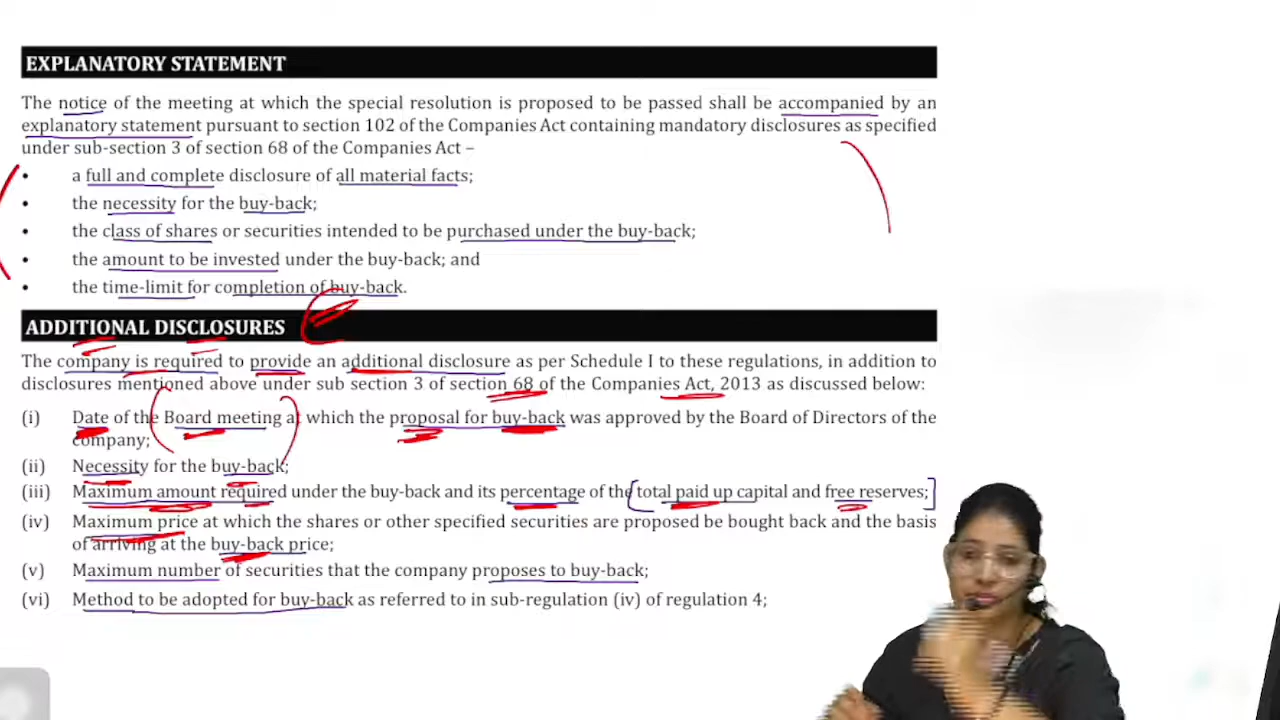 EXPLANATORY STATEMENT
The notice of the meeting at which the special resolution is proposed to be passed shall be accompanied by an
explanatory statement pursuant to section 102 of the Companies Act containing mandatory disclosures as specified
under sub-section 3 of section 68 of the Companies Act –
• a full and complete disclosure of all material facts;
• the necessity for the buy-back;
• the class of shares or securities intended to be purchased under the buy-back;
• the amount to be invested under the buy-back; and
• the time-limit for completion of buy-back.
ADDITIONAL DISCLOSURES
The company is required to provide an additional disclosure as per Schedule I to these regulations, in addition to
disclosures mentioned above under sub section 3 of section 68 of the Companies Act, 2013 as discussed below:
(i) Date of the Board meeting at which the proposal for buy-back was approved by the Board of Directors of the
company;
(ii) Necessity for the buy-back;
(iii) Maximum amount required under the buy-back and its percentage of the total paid up capital and free reserves;
(iv) Maximum price at which the shares or other specified securities are proposed be bought back and the basis
of arriving at the buy-back price;
(v) Maximum number of securities that the company proposes to buy-back;
(vi) Method to be adopted for buy-back as referred to in sub-regulation (iv) of regulation 4;